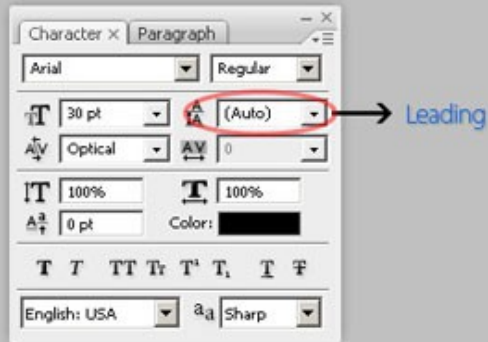 Character × Paragraph
Arial Regular
30 pt (Auto) Leading
Optical 0
100% 100%
0 pt Color:
T T TT Tr T¹ T₁ T T
English: USA aa Sharp